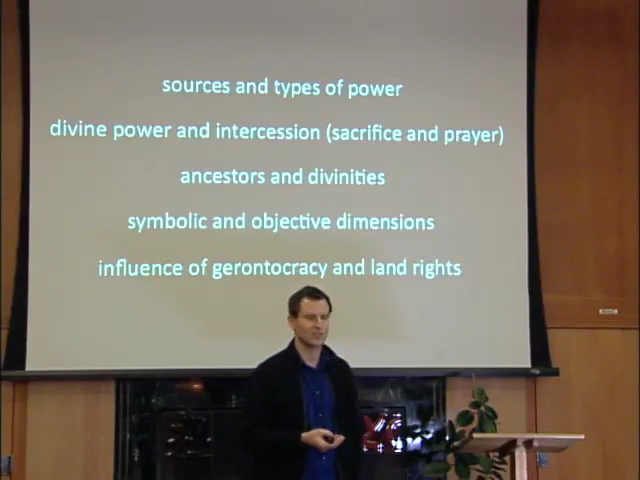 sources and types of power
divine power and intercession (sacrifice and prayer)
ancestors and divinities
symbolic and objective dimensions
influence of gerontocracy and land rights